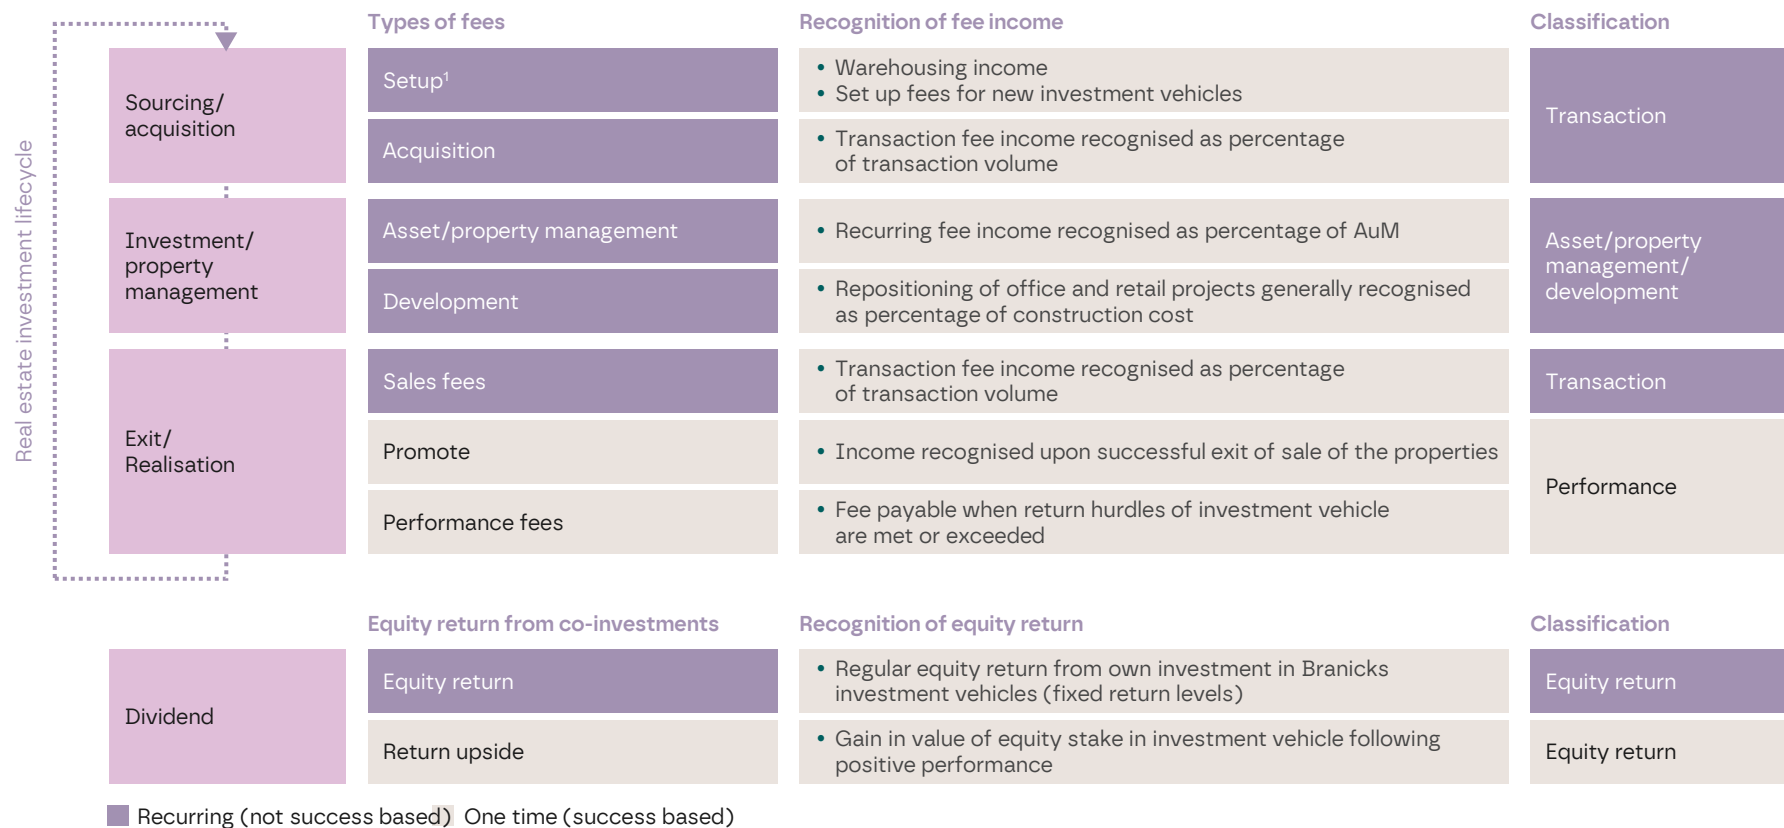 Types of fees
Recognition of fee income
Classification
Real estate investment lifecycle
Sourcing/
acquisition
Setup¹
• Warehousing income
• Set up fees for new investment vehicles
Transaction
Acquisition
• Transaction fee income recognised as percentage
of transaction volume
Investment/
property
management
Asset/property management
• Recurring fee income recognised as percentage of AuM
Asset/property
management/
development
Development
• Repositioning of office and retail projects generally recognised
as percentage of construction cost
Exit/
Realisation
Sales fees
• Transaction fee income recognised as percentage
of transaction volume
Transaction
Promote
• Income recognised upon successful exit of sale of the properties
Performance
Performance fees
• Fee payable when return hurdles of investment vehicle
are met or exceeded
Equity return from co-investments
Recognition of equity return
Classification
Dividend
Equity return
• Regular equity return from own investment in Branicks
investment vehicles (fixed return levels)
Equity return
Return upside
• Gain in value of equity stake in investment vehicle following
positive performance
Equity return
Recurring (not success based)
One time (success based)